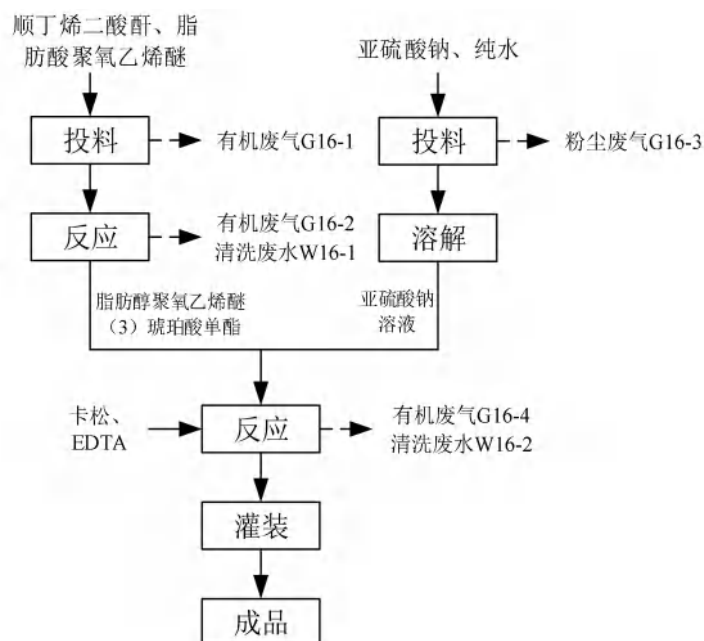 顺丁烯二酸酐、脂
肪酸聚氧乙烯醚
亚硫酸钠、纯水
投料
有机废气G16-1
投料
粉尘废气G16-3
反应
有机废气G16-2
清洗废水W16-1
溶解
脂肪醇聚氧乙烯醚
（3）琥珀酸单酯
亚硫酸钠
溶液
卡松、
EDTA
反应
有机废气G16-4
清洗废水W16-2
灌装
成品